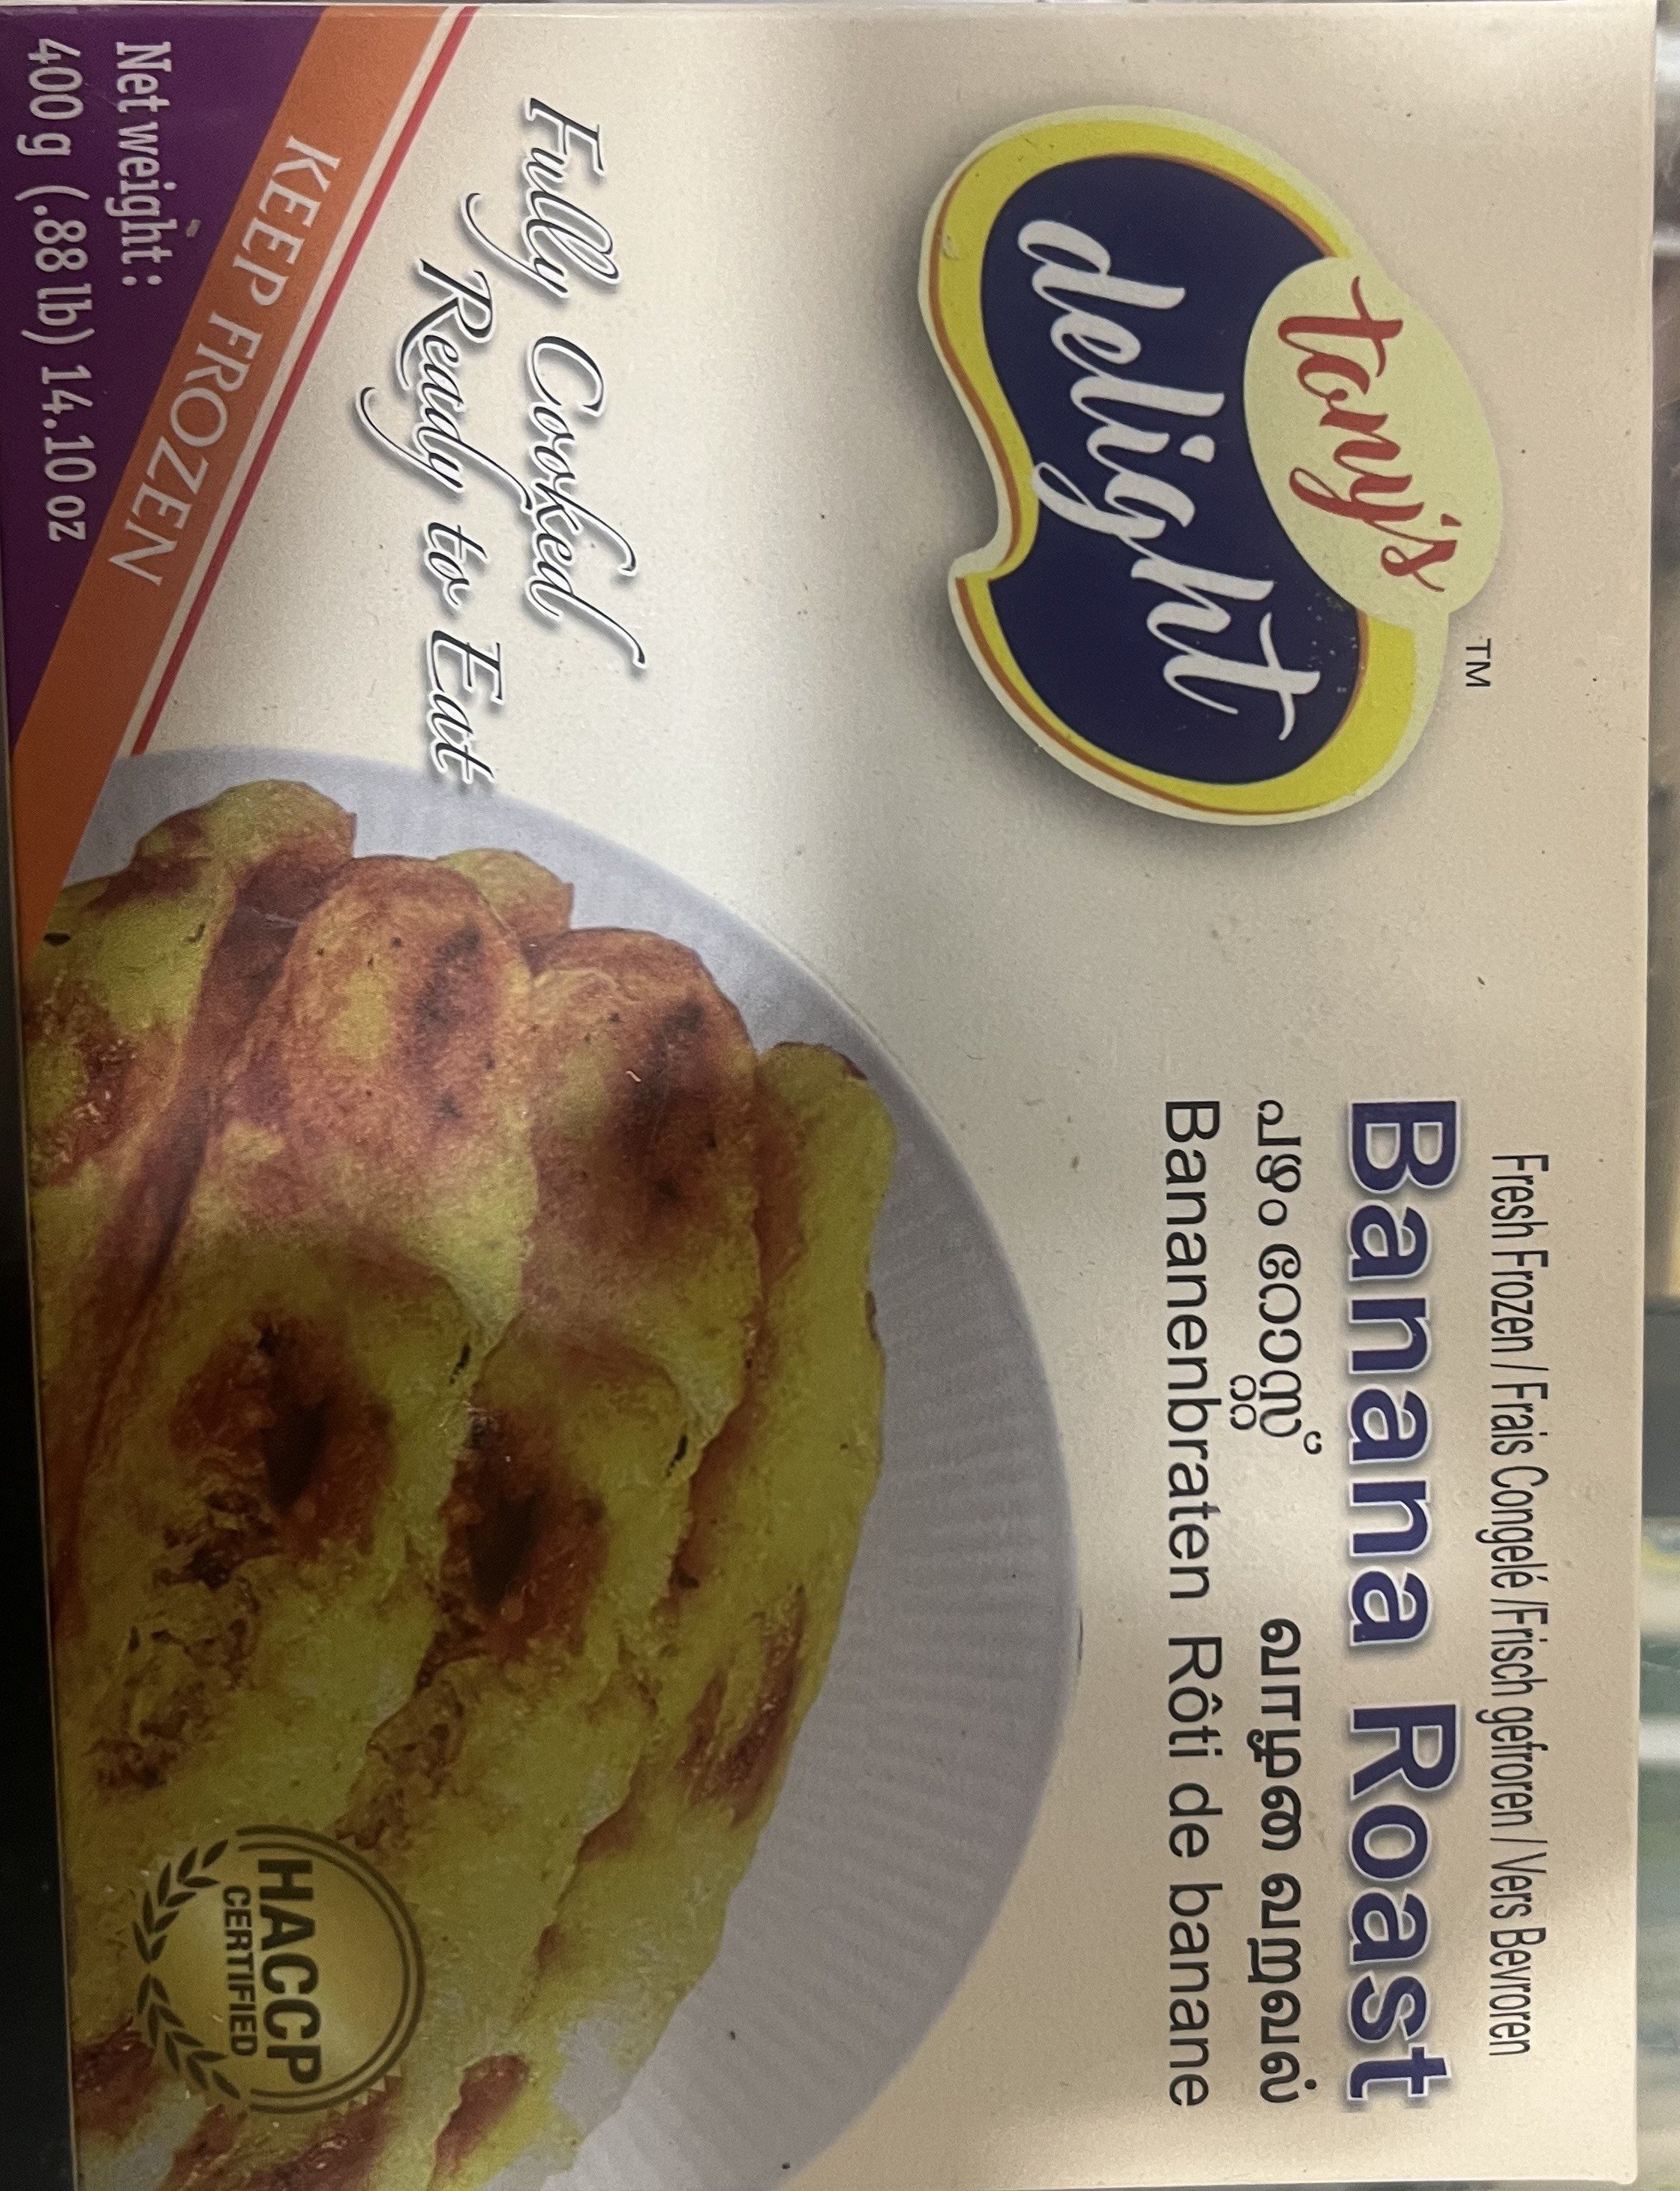 tony's
delight
TM
Fresh Frozen / Frais Congelé /Frisch gefroren / Vers Bevroren
Banana Roast
പഴം റോസ്റ്റ് வாழை வறுவல்
Bananenbraten Rôti de banane
Fully Cooked
Ready to Eat
KEEP FROZEN
Net weight:
400 g (.88 lb) 14.10 oz
HACCP
CERTIFIED